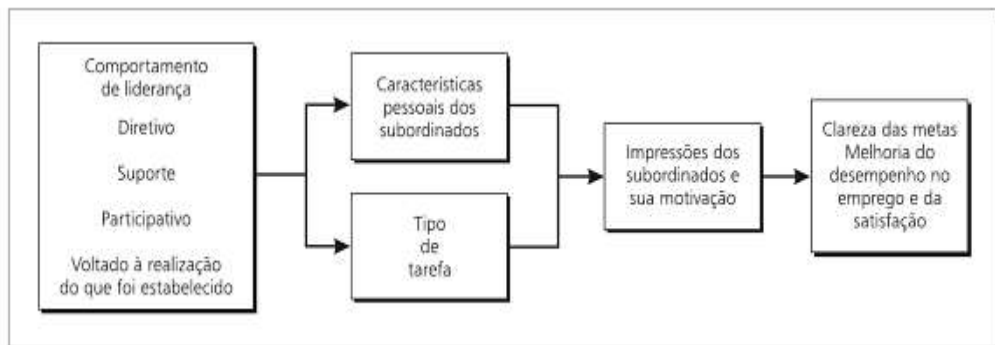 Comportamento
de liderança
Diretivo
Suporte
Participativo
Voltado à realização
do que foi estabelecido
Características
pessoais dos
subordinados
Tipo
de
tarefa
Impressões dos
subordinados e
sua motivação
Clareza das metas
Melhoria do
desempenho no
emprego e da
satisfação